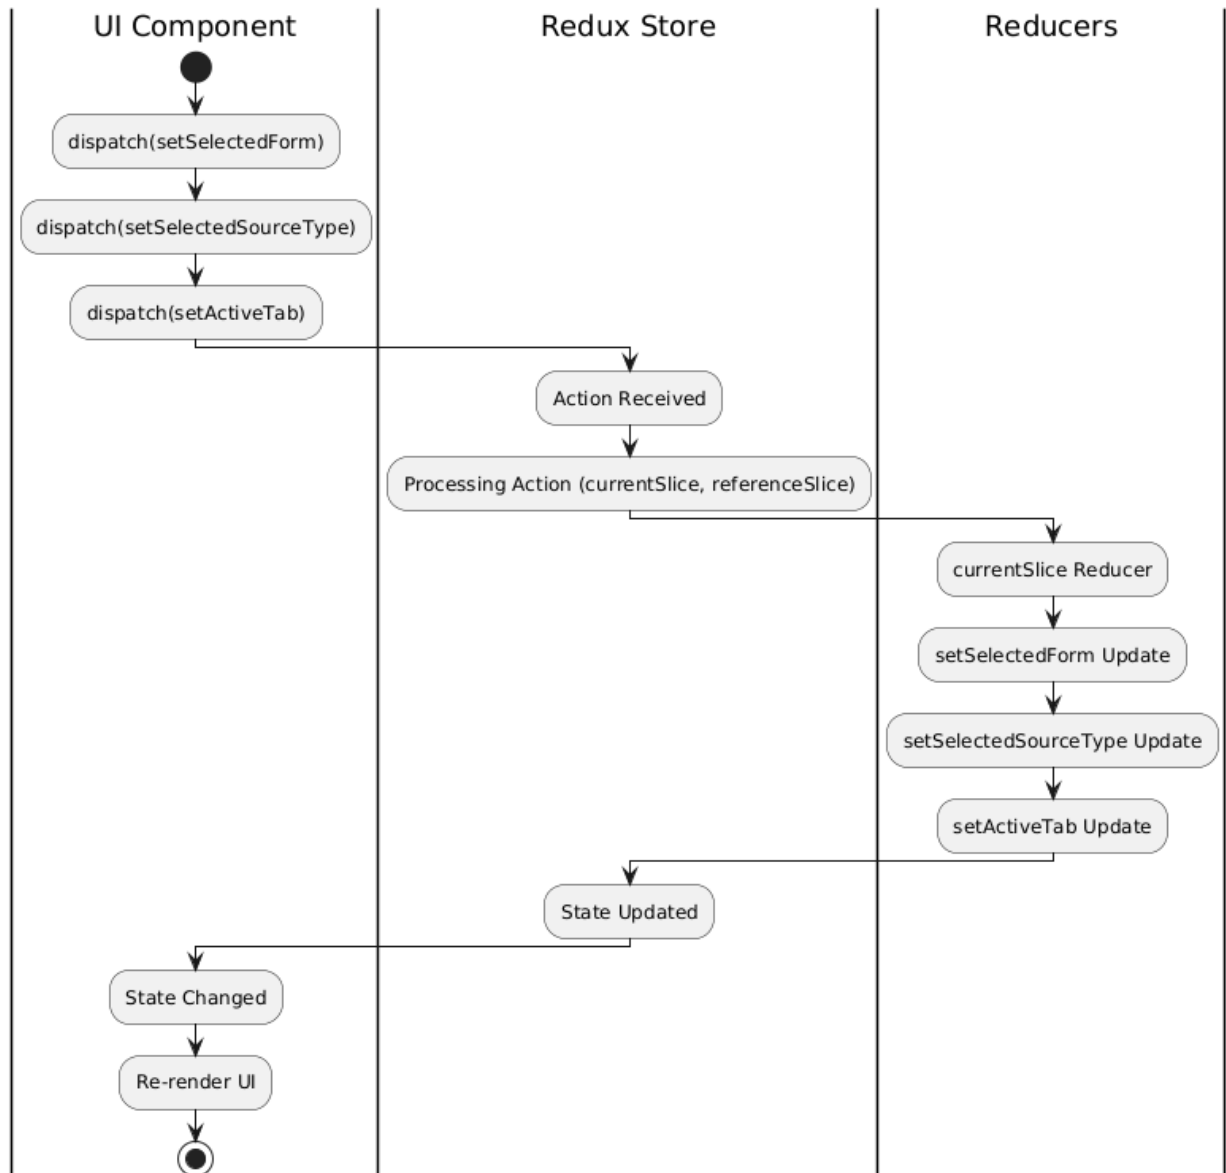 UI Component
Redux Store
Reducers
dispatch(setSelectedForm)
dispatch(setSelectedSourceType)
dispatch(setActiveTab)
Action Received
Processing Action (currentSlice, referenceSlice)
currentSlice Reducer
setSelectedForm Update
setSelectedSourceType Update
setActiveTab Update
State Updated
State Changed
Re-render UI